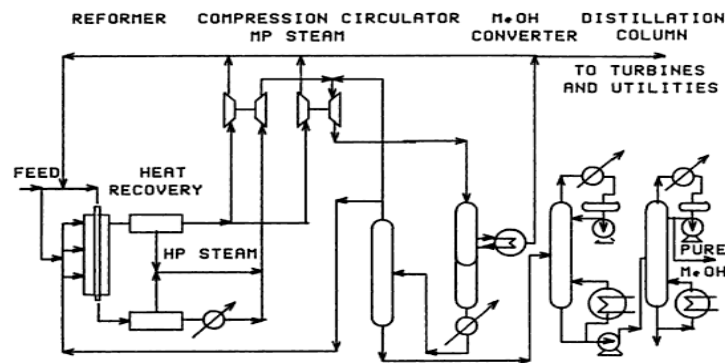 REFORMER COMPRESSION CIRCULATOR MeOH DISTILLATION
MP STEAM CONVERTER COLUMN
TO TURBINES
AND UTILITIES
FEED HEAT
RECOVERY
HP STEAM
PURE
MeOH